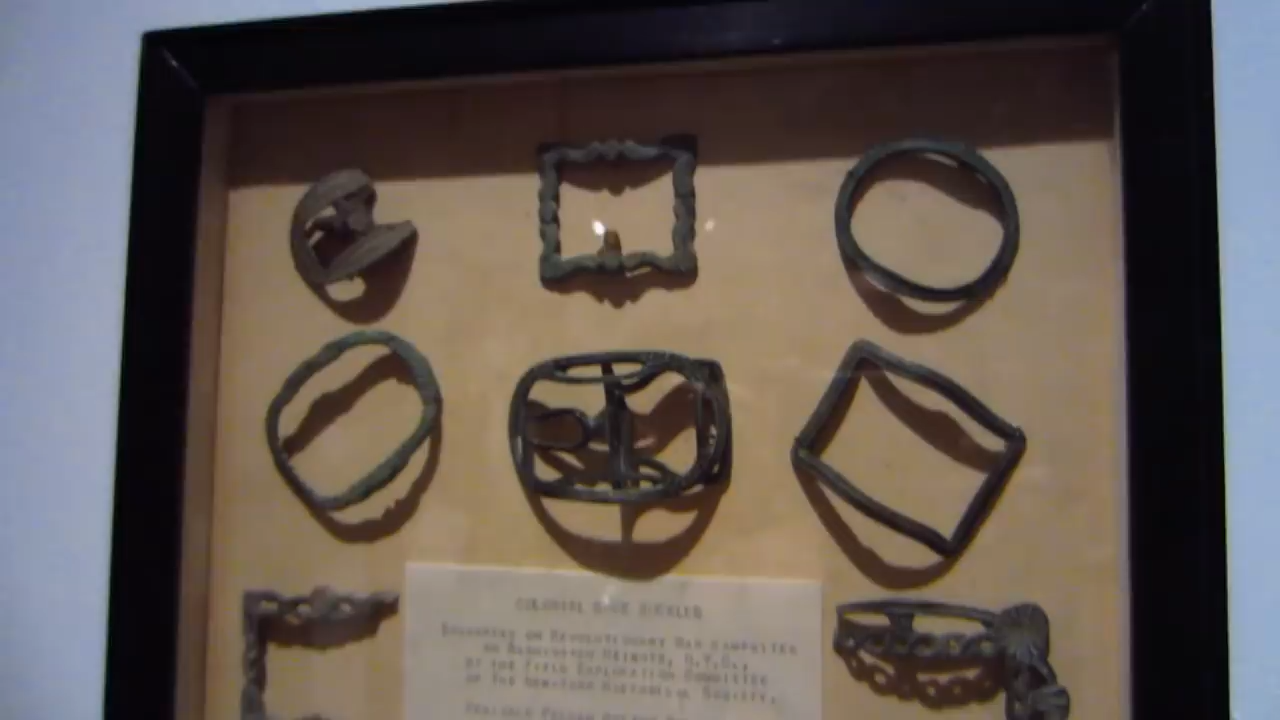 COLONIAL SHOE BUCKLES
DISCOVERED ON REVOLUTIONARY WAR CAMPSITES
ON WASHINGTON HEIGHTS, N.Y.C.,
BY THE FIELD EXPLORATION COMMITTEE
OF THE NEW-YORK HISTORICAL SOCIETY.